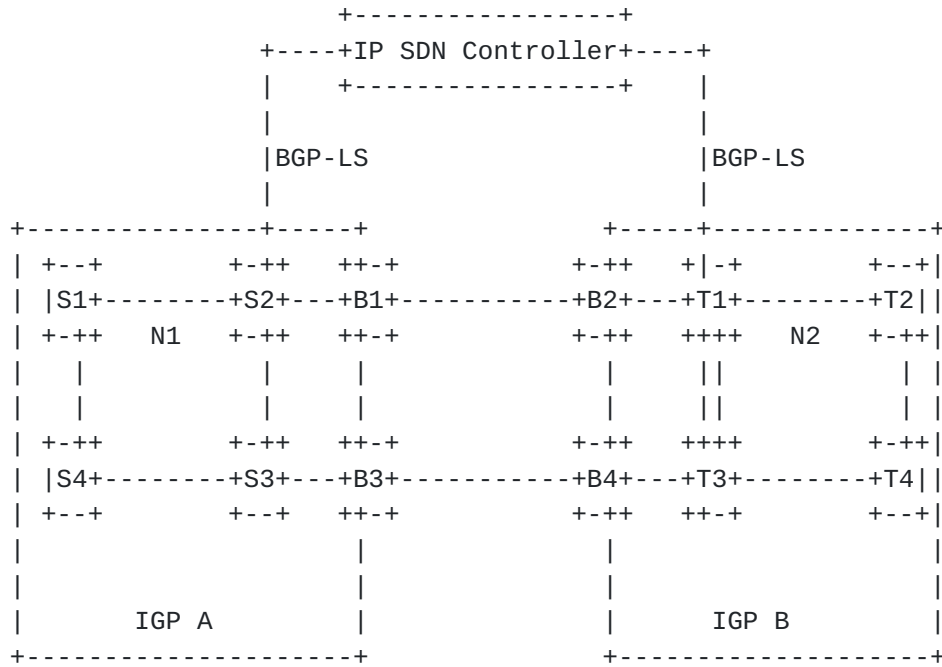 IP SDN Controller
BGP-LS BGP-LS
S1 S2 B1 B2 T1 T2
N1 N2
S4 S3 B3 B4 T3 T4
IGP A IGP B